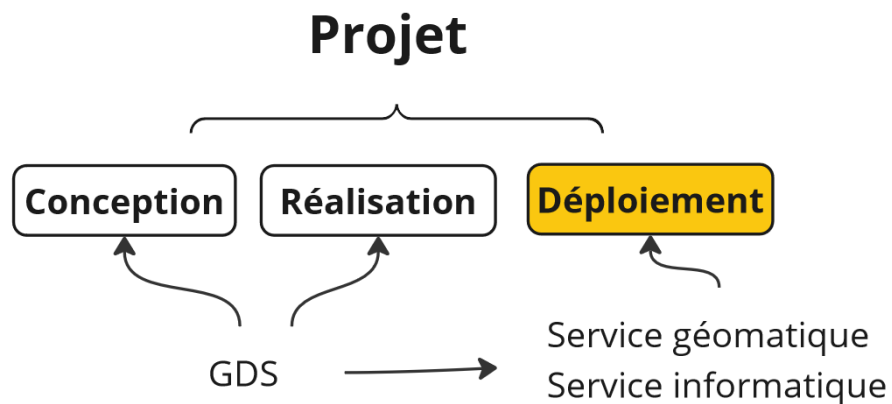 Projet
Conception
Réalisation
Déploiement
GDS
Service géomatique
Service informatique